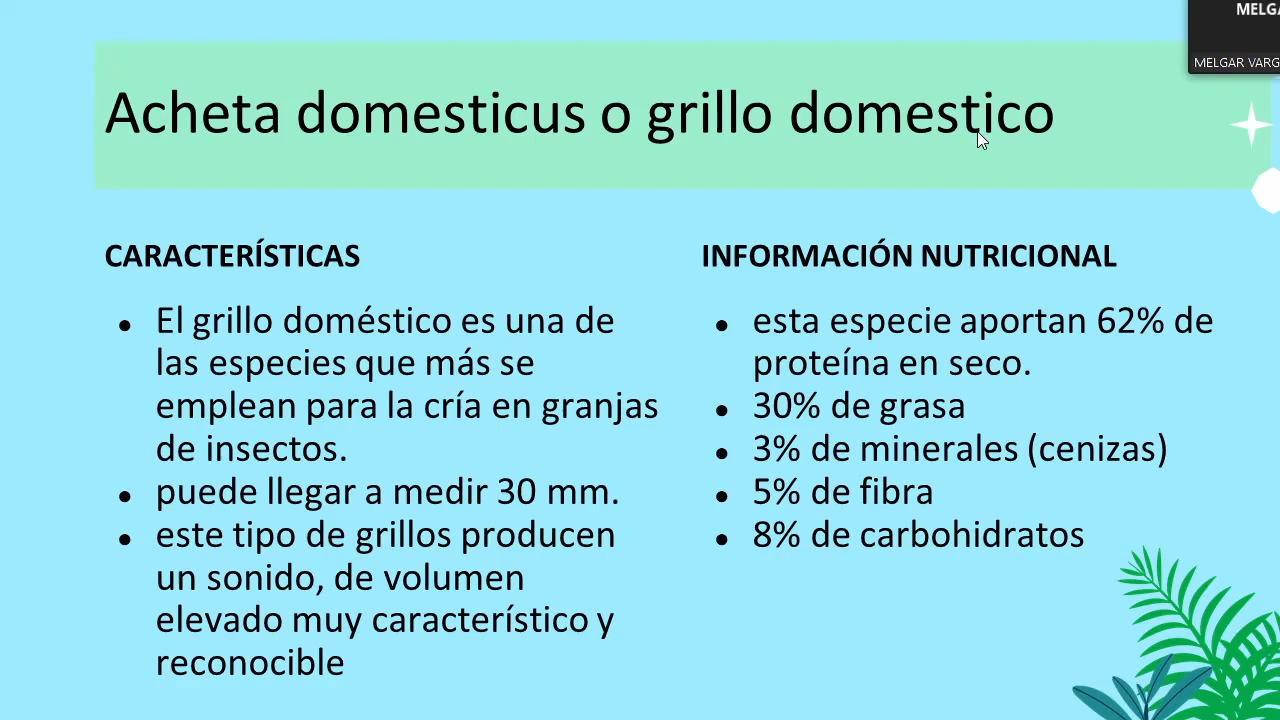 MELGA
MELGAR VARG
Acheta domesticus o grillo domestico
CARACTERÍSTICAS
• El grillo doméstico es una de
las especies que más se
emplean para la cría en granjas
de insectos.
• puede llegar a medir 30 mm.
• este tipo de grillos producen
un sonido, de volumen
elevado muy característico y
reconocible
INFORMACIÓN NUTRICIONAL
• esta especie aportan 62% de
proteína en seco.
• 30% de grasa
• 3% de minerales (cenizas)
• 5% de fibra
• 8% de carbohidratos